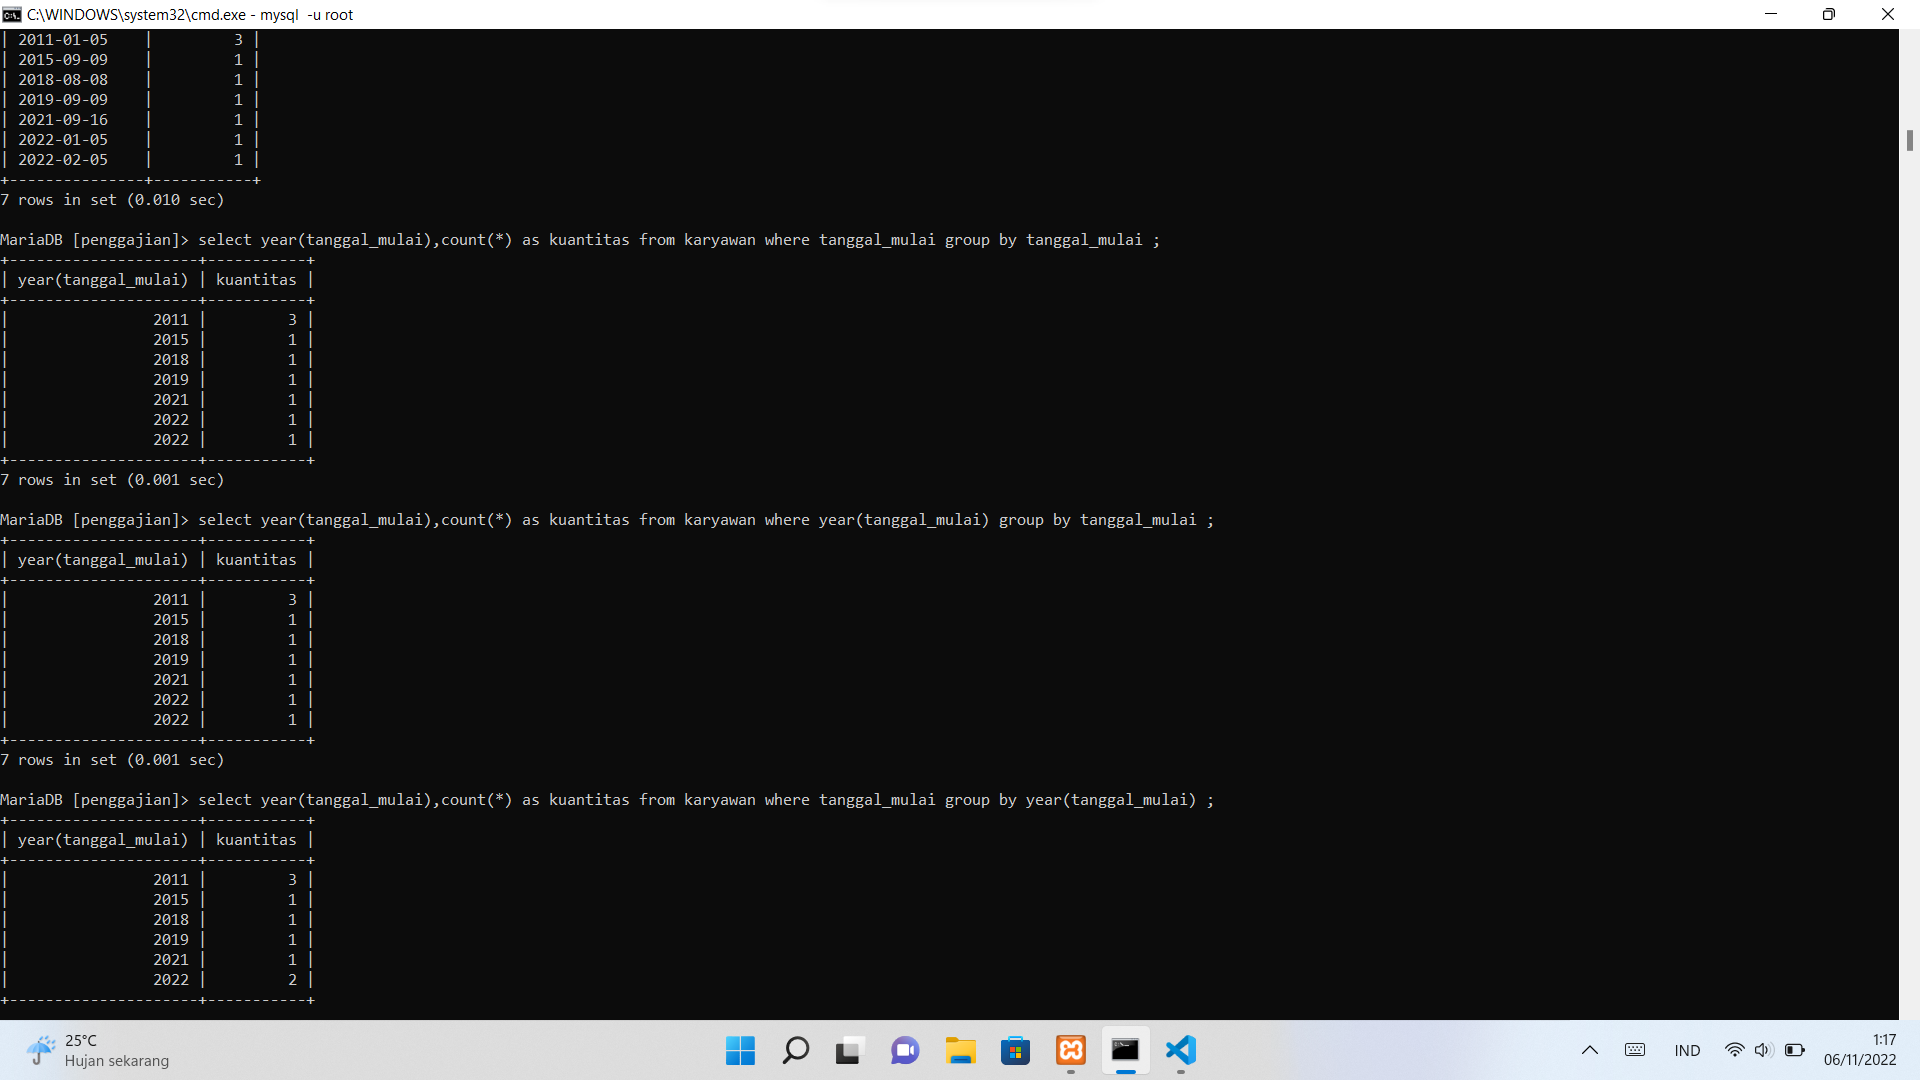 C:\WINDOWS\system32\cmd.exe - mysql  -u root
| 2011-01-05    |         3 |
| 2015-09-09    |         1 |
| 2018-08-08    |         1 |
| 2019-09-09    |         1 |
| 2021-09-16    |         1 |
| 2022-01-05    |         1 |
| 2022-02-05    |         1 |
+---------------+-----------+
7 rows in set (0.010 sec)
MariaDB [penggajian]> select year(tanggal_mulai),count(*) as kuantitas from karyawan where tanggal_mulai group by tanggal_mulai ;
+---------------------+-----------+
| year(tanggal_mulai) | kuantitas |
+---------------------+-----------+
|                2011 |         3 |
|                2015 |         1 |
|                2018 |         1 |
|                2019 |         1 |
|                2021 |         1 |
|                2022 |         1 |
|                2022 |         1 |
+---------------------+-----------+
7 rows in set (0.001 sec)
MariaDB [penggajian]> select year(tanggal_mulai),count(*) as kuantitas from karyawan where year(tanggal_mulai) group by tanggal_mulai ;
+---------------------+-----------+
| year(tanggal_mulai) | kuantitas |
+---------------------+-----------+
|                2011 |         3 |
|                2015 |         1 |
|                2018 |         1 |
|                2019 |         1 |
|                2021 |         1 |
|                2022 |         1 |
|                2022 |         1 |
+---------------------+-----------+
7 rows in set (0.001 sec)
MariaDB [penggajian]> select year(tanggal_mulai),count(*) as kuantitas from karyawan where tanggal_mulai group by year(tanggal_mulai) ;
+---------------------+-----------+
| year(tanggal_mulai) | kuantitas |
+---------------------+-----------+
|                2011 |         3 |
|                2015 |         1 |
|                2018 |         1 |
|                2019 |         1 |
|                2021 |         1 |
|                2022 |         2 |
+---------------------+-----------+
25°C
Hujan sekarang
IND
1:17
06/11/2022